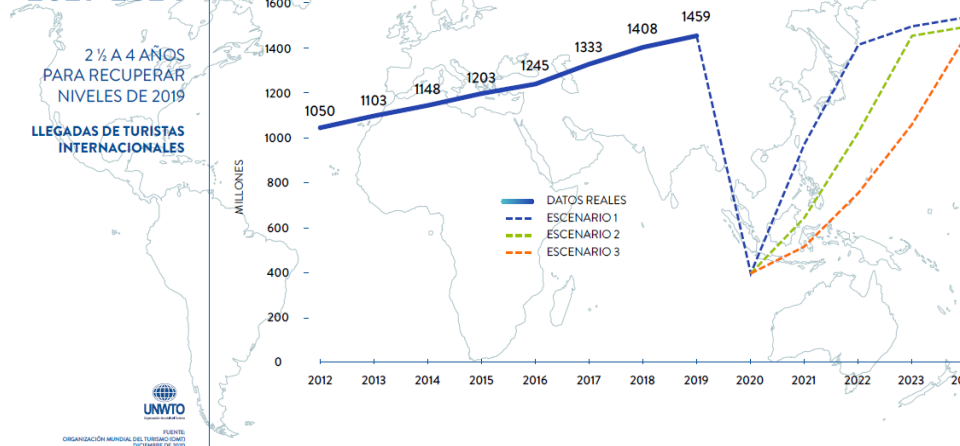 2 ½ A 4 AÑOS
PARA RECUPERAR
NIVELES DE 2019
LLEGADAS DE TURISTAS
INTERNACIONALES
UNWTO
FUENTE:
ORGANIZACIÓN MUNDIAL DEL TURISMO (OMT)
DICIEMBRE DE 2020
MILLONES
1600
1400
1200
1000
800
600
400
200
0
1050
1103
1148
1203
1245
1333
1408
1459
DATOS REALES
ESCENARIO 1
ESCENARIO 2
ESCENARIO 3
2012
2013
2014
2015
2016
2017
2018
2019
2020
2021
2022
2023